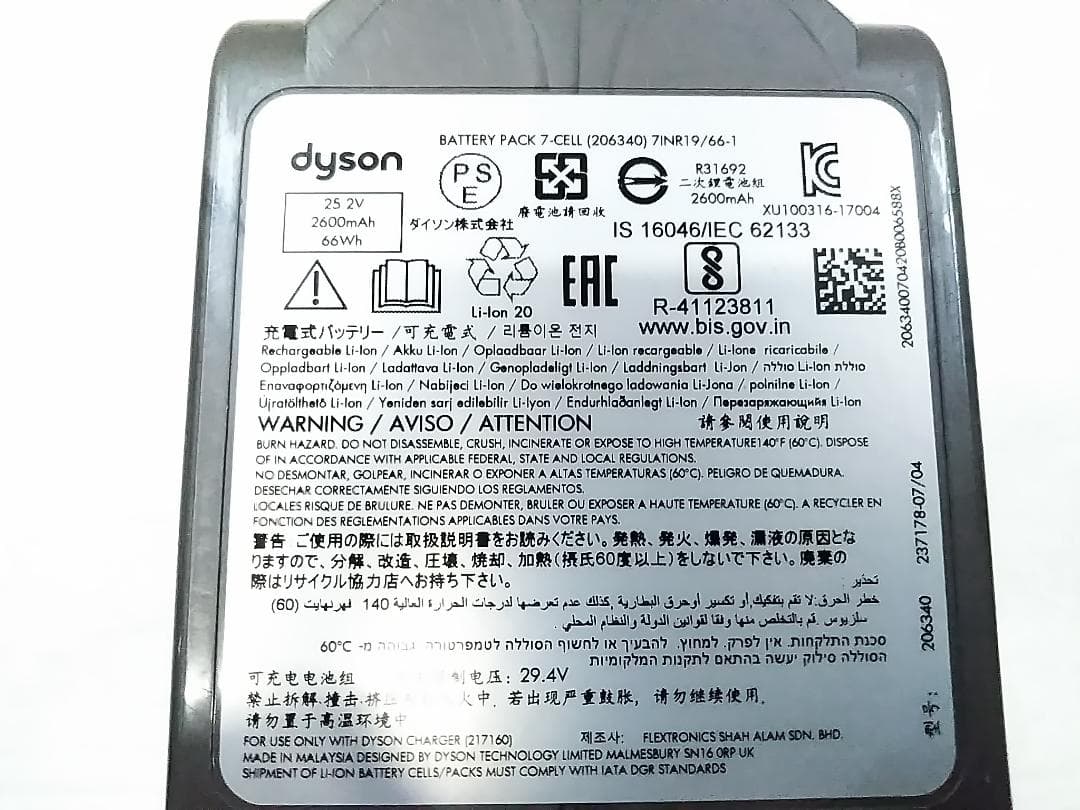 BATTERY PACK 7-CELL (206340) 7INR19/66-1
dyson
PSE
R31692
二次鋰電池組
2600mAh
25.2V
2600mAh
66Wh
ダイソン株式会社
廢電池請回收
XU100316-17004
IS 16046/IEC 62133
Li-Ion 20
EAC
R-41123811
www.bis.gov.in
充電式バッテリー / 可充電式 / 리튬이온 전지
Rechargeable Li-Ion / Akku Li-Ion / Oplaadbaar Li-Ion / Li-Ion recargeable / Li-Ione ricaricabile /
Oppladbart Li-Ion / Ladattava Li-Ion / Genopladeligt Li-Ion / Laddningsbart Li-Jon / סוללה Li-Ion סוללת
Επαναφορτιζόμενη Li-Ion / Nabíjecí Li-Ion / Do wielokrotnego ładowania Li-Jona / polnilne Li-Ion /
Újratölthető Li-Ion / Yeniden şarj edilebilir Li-Iyon / Endurhlaðanlegt Li-Ion / Перезаряжающийся Li-Ion
WARNING / AVISO / ATTENTION
請參閱使用說明
BURN HAZARD. DO NOT DISASSEMBLE, CRUSH, INCINERATE OR EXPOSE TO HIGH TEMPERATURE140°F (60°C). DISPOSE
OF IN ACCORDANCE WITH APPLICABLE FEDERAL, STATE AND LOCAL REGULATIONS.
NO DESMONTAR, GOLPEAR, INCINERAR O EXPONER A ALTAS TEMPERATURAS (60°C). PELIGRO DE QUEMADURA.
DESECHAR CORRECTAMENTE SIGUIENDO LOS REGLAMENTOS.
LOCALES RISQUE DE BRULURE. NE PAS DEMONTER, BRULER OU EXPOSER A HAUTE TEMPERATURE (60°C). A RECYCLER EN
FONCTION DES REGLEMENTATIONS APPLICABLES DANS VOTRE PAYS.
警告 ご使用の際には取扱説明書をお読みください。発熱、発火、爆発、漏液の原因とな
りますので、分解、改造、圧壊、焼却、加熱(摂氏60度以上)をしないで下さい。廃棄の
際はリサイクル協力店へお持ち下さい。
تحذير :
خطر الحرق:لا تقم بتفكيك,أو تكسير أوحرق البطارية ,كذلك عدم تعرضها لدرجات الحرارة العالية 140 فهرنهايت (60)
سلزيوس .قم بالتخلص منها وفقا لقوانين الدولة والنظام المحلي .
סכנת התלקחות. אין לפרק, למחוץ, להבעיר או לחשוף הסוללה לטמפרטורה גבוהה מ- 60°C
הסוללה סילוק יעשה בהתאם לתקנות המקלומיות
可充电电池组 制电压: 29.4V
禁止拆解,撞击,挤压 火中. 若出现严重鼓胀, 请勿继续使用.
请勿置于高温环境中
FOR USE ONLY WITH DYSON CHARGER (217160)
제조사: FLEXTRONICS SHAH ALAM SDN. BHD.
MADE IN MALAYSIA DESIGNED BY DYSON TECHNOLOGY LIMITED MALMESBURY SN16 0RP UK
SHIPMENT OF LI-ION BATTERY CELLS/PACKS MUST COMPLY WITH IATA DGR STANDARDS
型号: 206340 237178-07/04